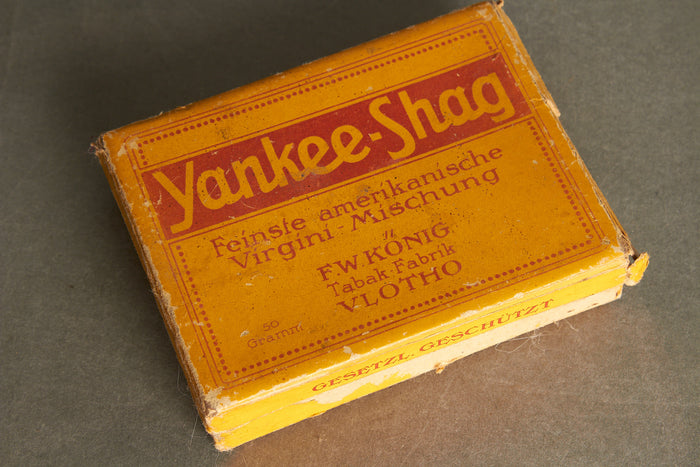 Yankee-Shag
Feinste amerikanische
Virgini-Mischung
F.W.KÖNIG
Tabak-Fabrik
VLOTHO
50
Gramm
GESETZL. GESCHÜTZT